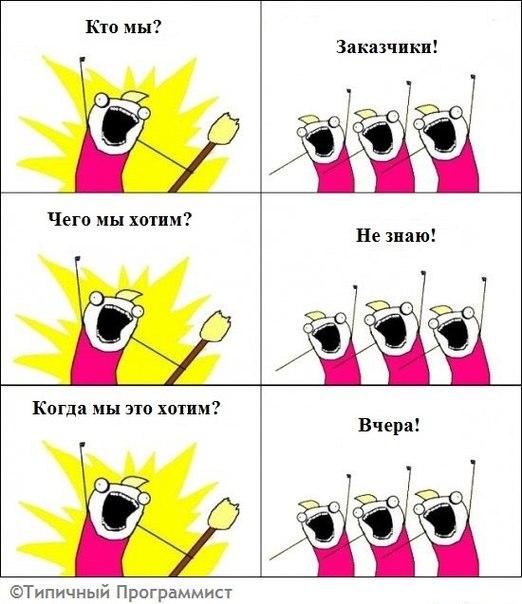 Кто мы?
Заказчики!
Чего мы хотим?
Не знаю!
Когда мы это хотим?
Вчера!
©Типичный Программист